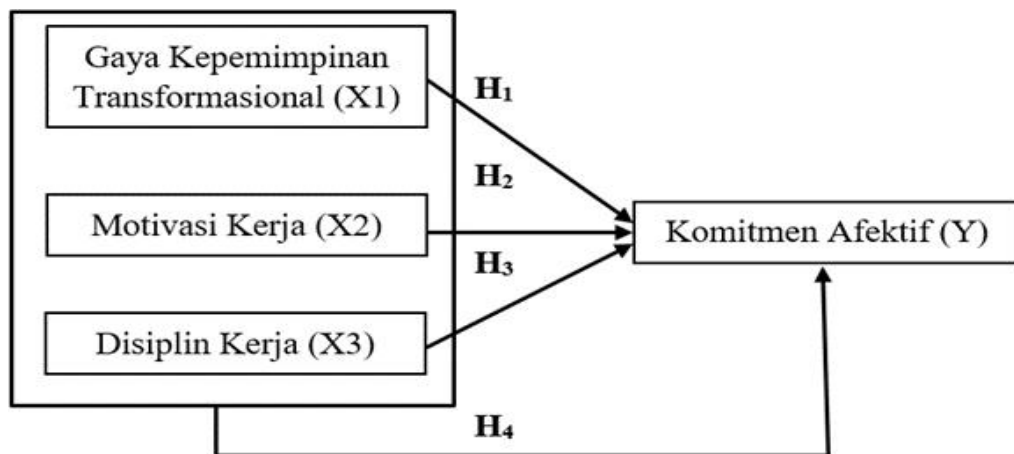 Gaya Kepemimpinan
Transformasional (X1)
H₁
H₂
Motivasi Kerja (X2)
Komitmen Afektif (Y)
H₃
Disiplin Kerja (X3)
H₄